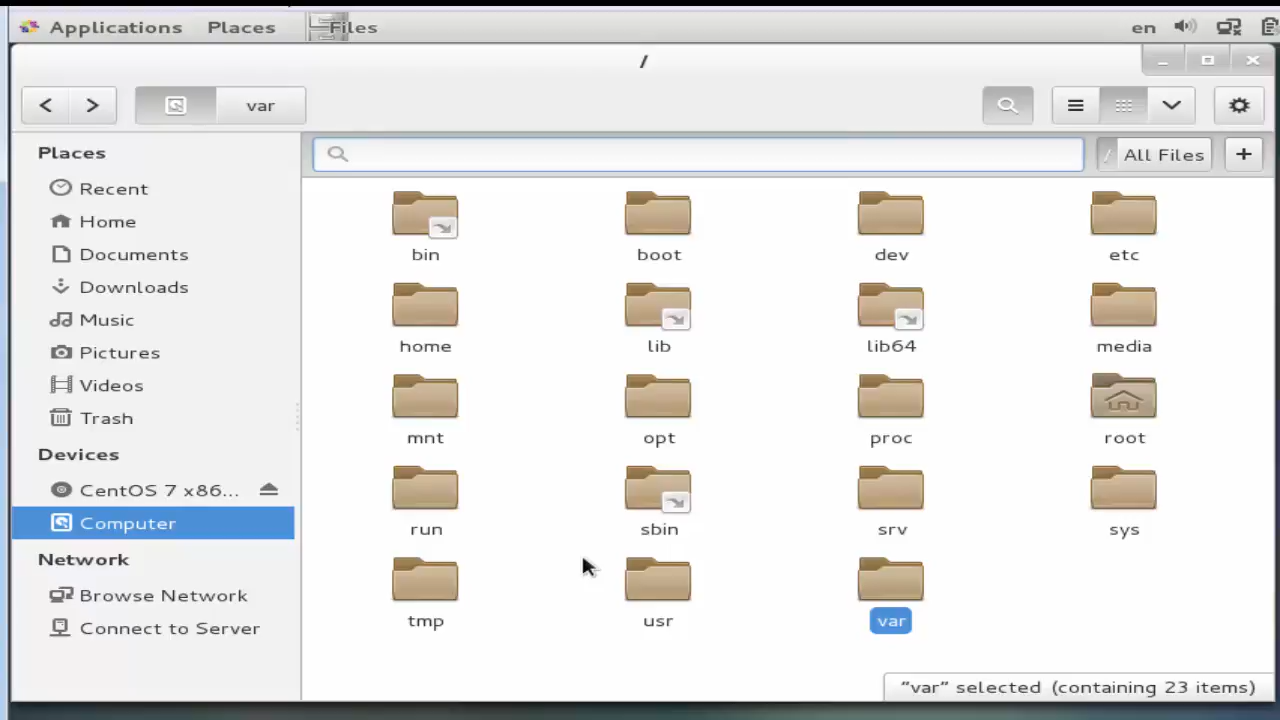 Applications Places Files en
/
var
Places
All Files
Recent
Home
Documents
Downloads
Music
Pictures
Videos
Trash
Devices
CentOS 7 x86...
Computer
Network
Browse Network
Connect to Server
bin boot dev etc
home lib lib64 media
mnt opt proc root
run sbin srv sys
tmp usr var
“var” selected (containing 23 items)